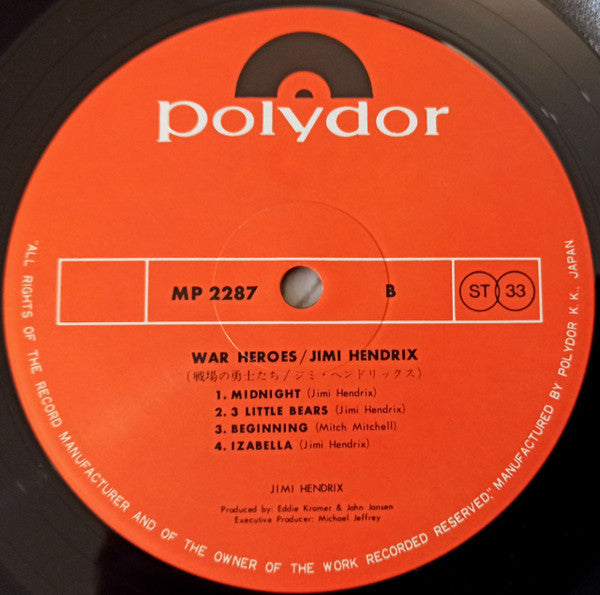 polydor
MP 2287 B ST 33
WAR HEROES/JIMI HENDRIX
(戦場の勇士たち/ジミ・ヘンドリックス)
1. MIDNIGHT (Jimi Hendrix)
2. 3 LITTLE BEARS (Jimi Hendrix)
3. BEGINNING (Mitch Mitchell)
4. IZABELLA (Jimi Hendrix)
JIMI HENDRIX
Produced by: Eddie Kramer & John Jansen
Executive Producer: Michael Jeffrey
"ALL RIGHTS OF THE RECORD MANUFACTURER AND OF THE OWNER OF THE WORK RECORDED RESERVED," MANUFACTURED BY POLYDOR K.K., JAPAN